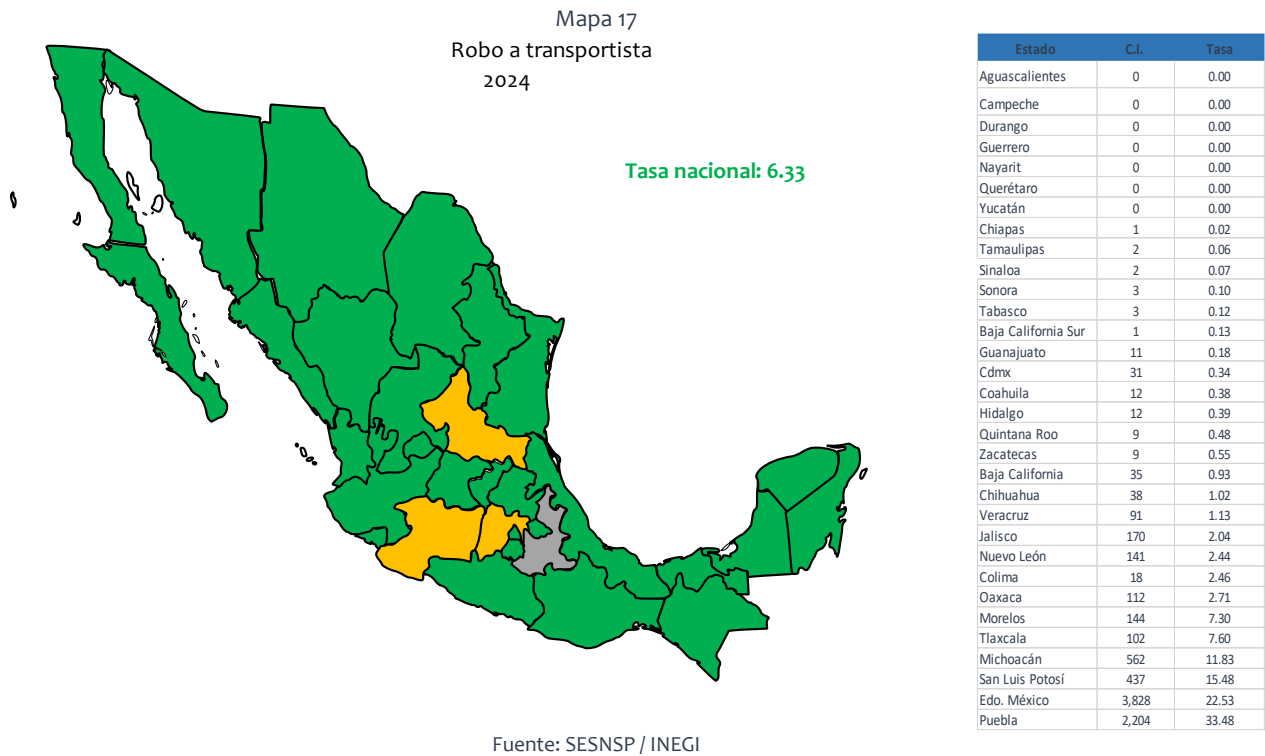 Mapa 17
Robo a transportista
2024
Tasa nacional: 6.33
Estado C.I. Tasa
Aguascalientes 0 0.00
Campeche 0 0.00
Durango 0 0.00
Guerrero 0 0.00
Nayarit 0 0.00
Querétaro 0 0.00
Yucatán 0 0.00
Chiapas 1 0.02
Tamaulipas 2 0.06
Sinaloa 2 0.07
Sonora 3 0.10
Tabasco 3 0.12
Baja California Sur 1 0.13
Guanajuato 11 0.18
Cdmx 31 0.34
Coahuila 12 0.38
Hidalgo 12 0.39
Quintana Roo 9 0.48
Zacatecas 9 0.55
Baja California 35 0.93
Chihuahua 38 1.02
Veracruz 91 1.13
Jalisco 170 2.04
Nuevo León 141 2.44
Colima 18 2.46
Oaxaca 112 2.71
Morelos 144 7.30
Tlaxcala 102 7.60
Michoacán 562 11.83
San Luis Potosí 437 15.48
Edo. México 3,828 22.53
Puebla 2,204 33.48
Fuente: SESNSP / INEGI